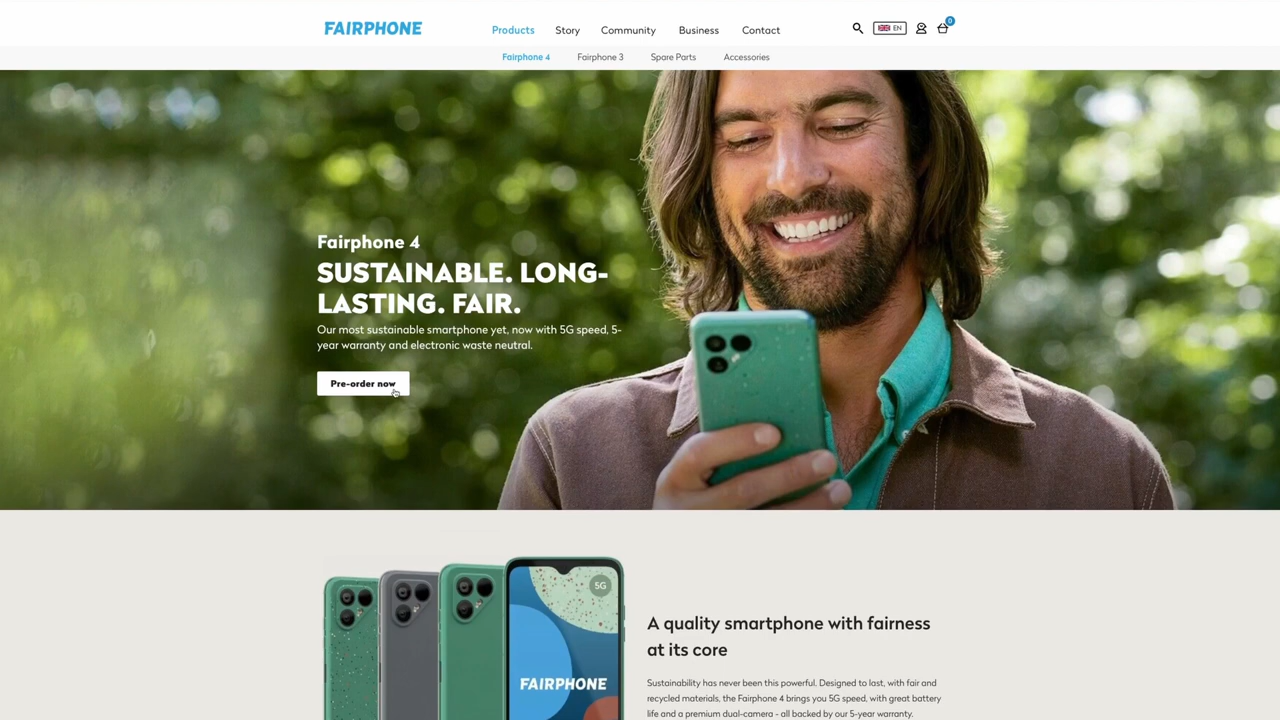 FAIRPHONE
Products Story Community Business Contact
EN
0
Fairphone 4 Fairphone 3 Spare Parts Accessories
Fairphone 4
SUSTAINABLE. LONG-
LASTING. FAIR.
Our most sustainable smartphone yet, now with 5G speed, 5-
year warranty and electronic waste neutral.
Pre-order now
5G
FAIRPHONE
A quality smartphone with fairness
at its core
Sustainability has never been this powerful. Designed to last, with fair and
recycled materials, the Fairphone 4 brings you 5G speed, with great battery
life and a premium dual-camera - all backed by our 5-year warranty.